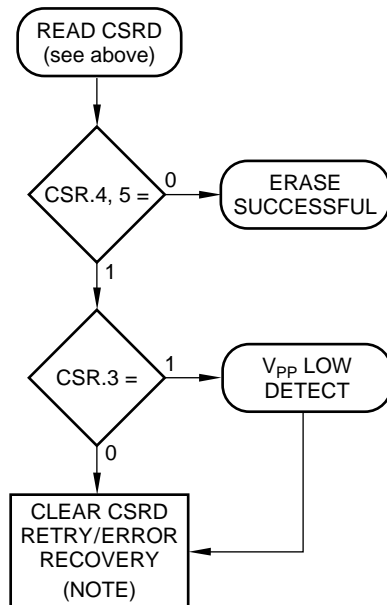 READ CSRD
(see above)
CSR.4, 5 =
0
ERASE
SUCCESSFUL
1
CSR.3 =
1
VPP LOW
DETECT
0
CLEAR CSRD
RETRY/ERROR
RECOVERY
(NOTE)